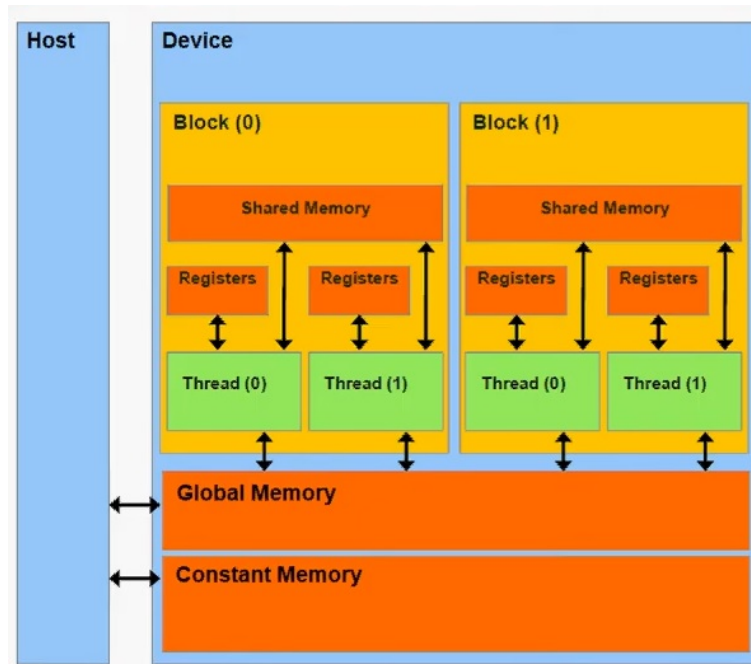 Host
Device
Block (0)
Block (1)
Shared Memory
Shared Memory
Registers
Registers
Registers
Registers
Thread (0)
Thread (1)
Thread (0)
Thread (1)
Global Memory
Constant Memory